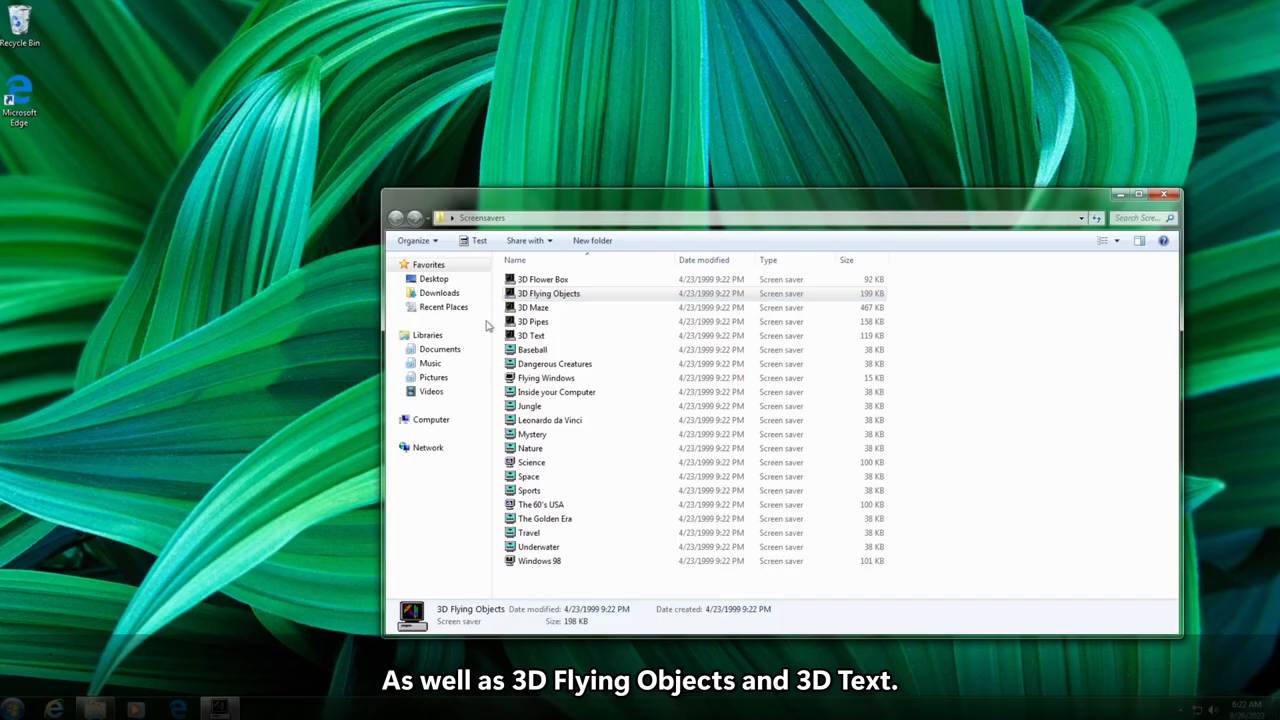 Recycle Bin
Microsoft
Edge
Screensavers
Search Scre...
Organize
Test
Share with
New folder
Name
Date modified
Type
Size
Favorites
Desktop
Downloads
Recent Places
Libraries
Documents
Music
Pictures
Videos
Computer
Network
3D Flower Box 4/23/1999 9:22 PM Screen saver 92 KB
3D Flying Objects 4/23/1999 9:22 PM Screen saver 199 KB
3D Maze 4/23/1999 9:22 PM Screen saver 467 KB
3D Pipes 4/23/1999 9:22 PM Screen saver 158 KB
3D Text 4/23/1999 9:22 PM Screen saver 119 KB
Baseball 4/23/1999 9:22 PM Screen saver 38 KB
Dangerous Creatures 4/23/1999 9:22 PM Screen saver 38 KB
Flying Windows 4/23/1999 9:22 PM Screen saver 15 KB
Inside your Computer 4/23/1999 9:22 PM Screen saver 38 KB
Jungle 4/23/1999 9:22 PM Screen saver 38 KB
Leonardo da Vinci 4/23/1999 9:22 PM Screen saver 38 KB
Mystery 4/23/1999 9:22 PM Screen saver 38 KB
Nature 4/23/1999 9:22 PM Screen saver 38 KB
Science 4/23/1999 9:22 PM Screen saver 100 KB
Space 4/23/1999 9:22 PM Screen saver 38 KB
Sports 4/23/1999 9:22 PM Screen saver 38 KB
The 60's USA 4/23/1999 9:22 PM Screen saver 100 KB
The Golden Era 4/23/1999 9:22 PM Screen saver 38 KB
Travel 4/23/1999 9:22 PM Screen saver 38 KB
Underwater 4/23/1999 9:22 PM Screen saver 38 KB
Windows 98 4/23/1999 9:22 PM Screen saver 101 KB
3D Flying Objects Date modified: 4/23/1999 9:22 PM Date created: 4/23/1999 9:22 PM
Screen saver Size: 198 KB
As well as 3D Flying Objects and 3D Text.
6:22 AM